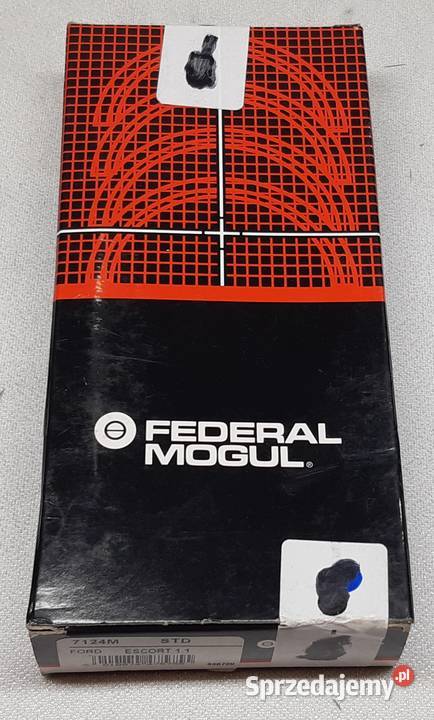 FEDERAL
MOGUL®
7124M STD
FORD ESCORT 1.1
Sprzedajemy.pl